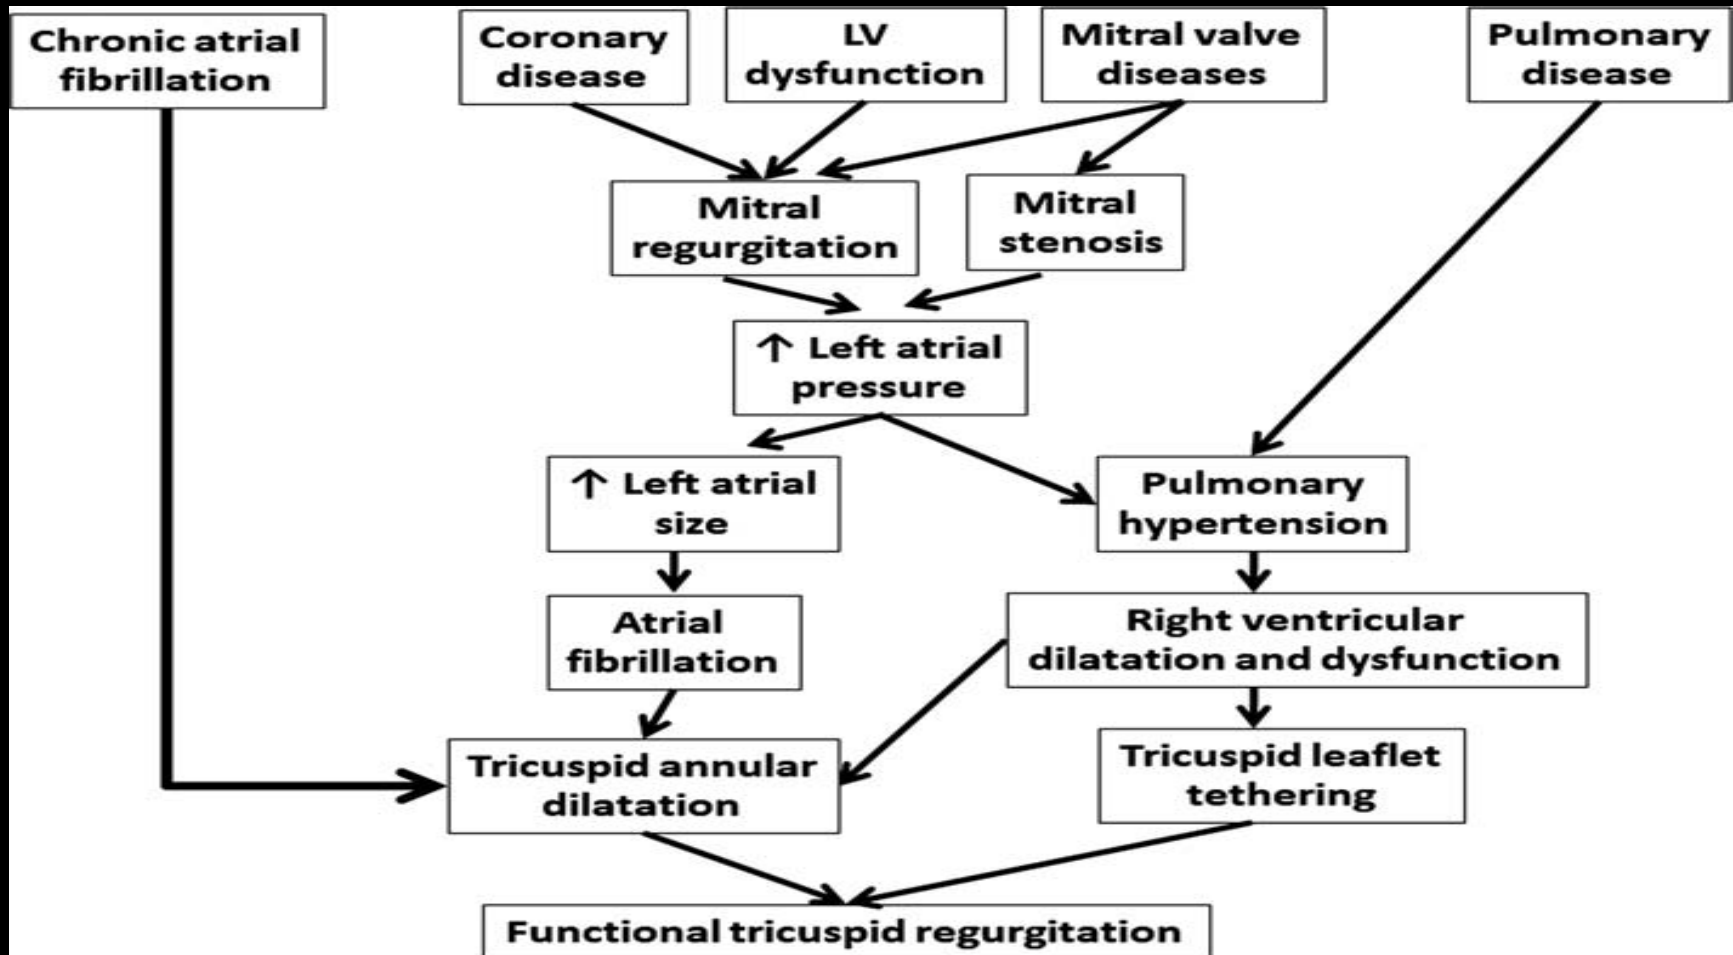 Chronic atrial
fibrillation
Coronary
disease
LV
dysfunction
Mitral valve
diseases
Pulmonary
disease
Mitral
regurgitation
Mitral
stenosis
↑ Left atrial
pressure
↑ Left atrial
size
Pulmonary
hypertension
Atrial
fibrillation
Right ventricular
dilatation and dysfunction
Tricuspid annular
dilatation
Tricuspid leaflet
tethering
Functional tricuspid regurgitation